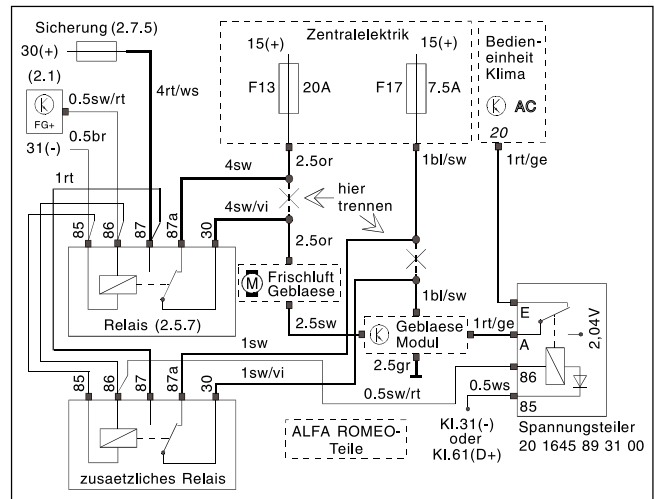 Sicherung (2.7.5)
30(+)
(2.1)
FG+
0.5sw/rt
0.5br
31(-)
1rt
4rt/ws
Zentralelektrik
15(+)
15(+)
F13
20A
F17
7.5A
Bedien-
einheit
Klima
AC
20
4sw
2.5or
1bl/sw
1rt/ge
hier
trennen
4sw/vi
85
86
87
87a
30
2.5or
Relais (2.5.7)
M
Frischluft
Geblaese
1bl/sw
2.5sw
Geblaese
Modul
1rt/ge
E
A
2,04V
1sw
2.5gr
1sw/vi
0.5sw/rt
86
0.5ws
85
85
86
87
87a
30
zusaetzliches Relais
ALFA ROMEO-
Teile
Kl.31(-)
oder
Kl.61(D+)
Spannungsteiler
20 1645 89 31 00